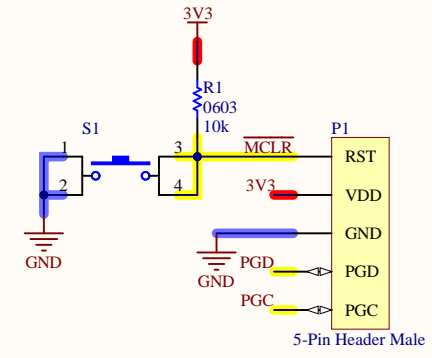 3V3
R1
0603
10k
S1
1
2
3
4
GND
MCLR
3V3
GND
PGD
PGC
P1
RST
VDD
GND
PGD
PGC
5-Pin Header Male